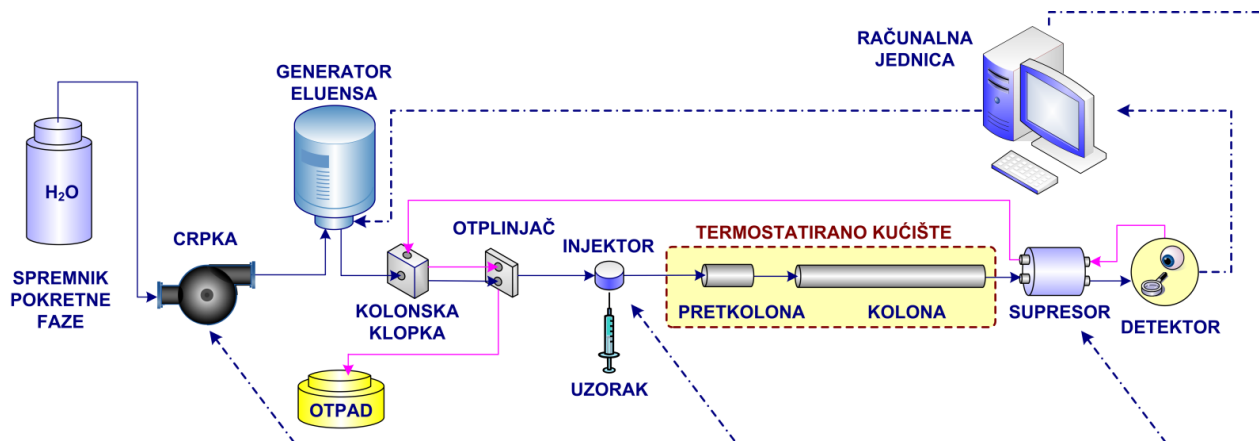 RAČUNALNA
JEDNICA
GENERATOR
ELUENSA
H₂O
CRPKA
SPREMNIK
POKRETNE
FAZE
KOLONSKA
KLOPKA
OTPLINJAČ
INJEKTOR
UZORAK
OTPAD
TERMOSTATIRANO KUĆIŠTE
PRETKOLONA
KOLONA
SUPRESOR
DETEKTOR